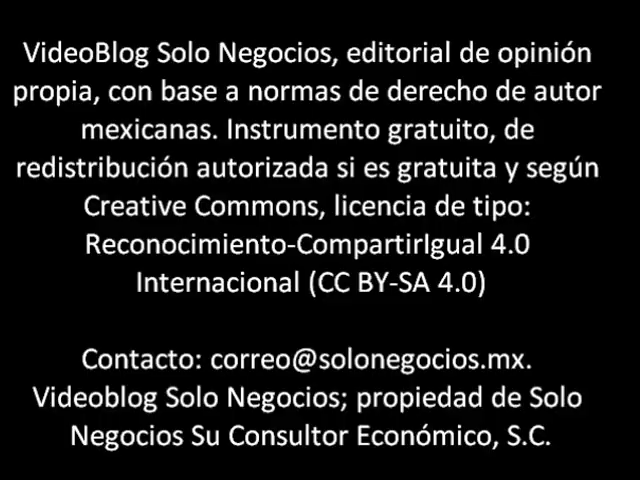 VideoBlog Solo Negocios, editorial de opinión
propia, con base a normas de derecho de autor
mexicanas. Instrumento gratuito, de
redistribución autorizada si es gratuita y según
Creative Commons, licencia de tipo:
Reconocimiento-CompartirIgual 4.0
Internacional (CC BY-SA 4.0)
Contacto: correo@solonegocios.mx.
Videoblog Solo Negocios; propiedad de Solo
Negocios Su Consultor Económico, S.C.